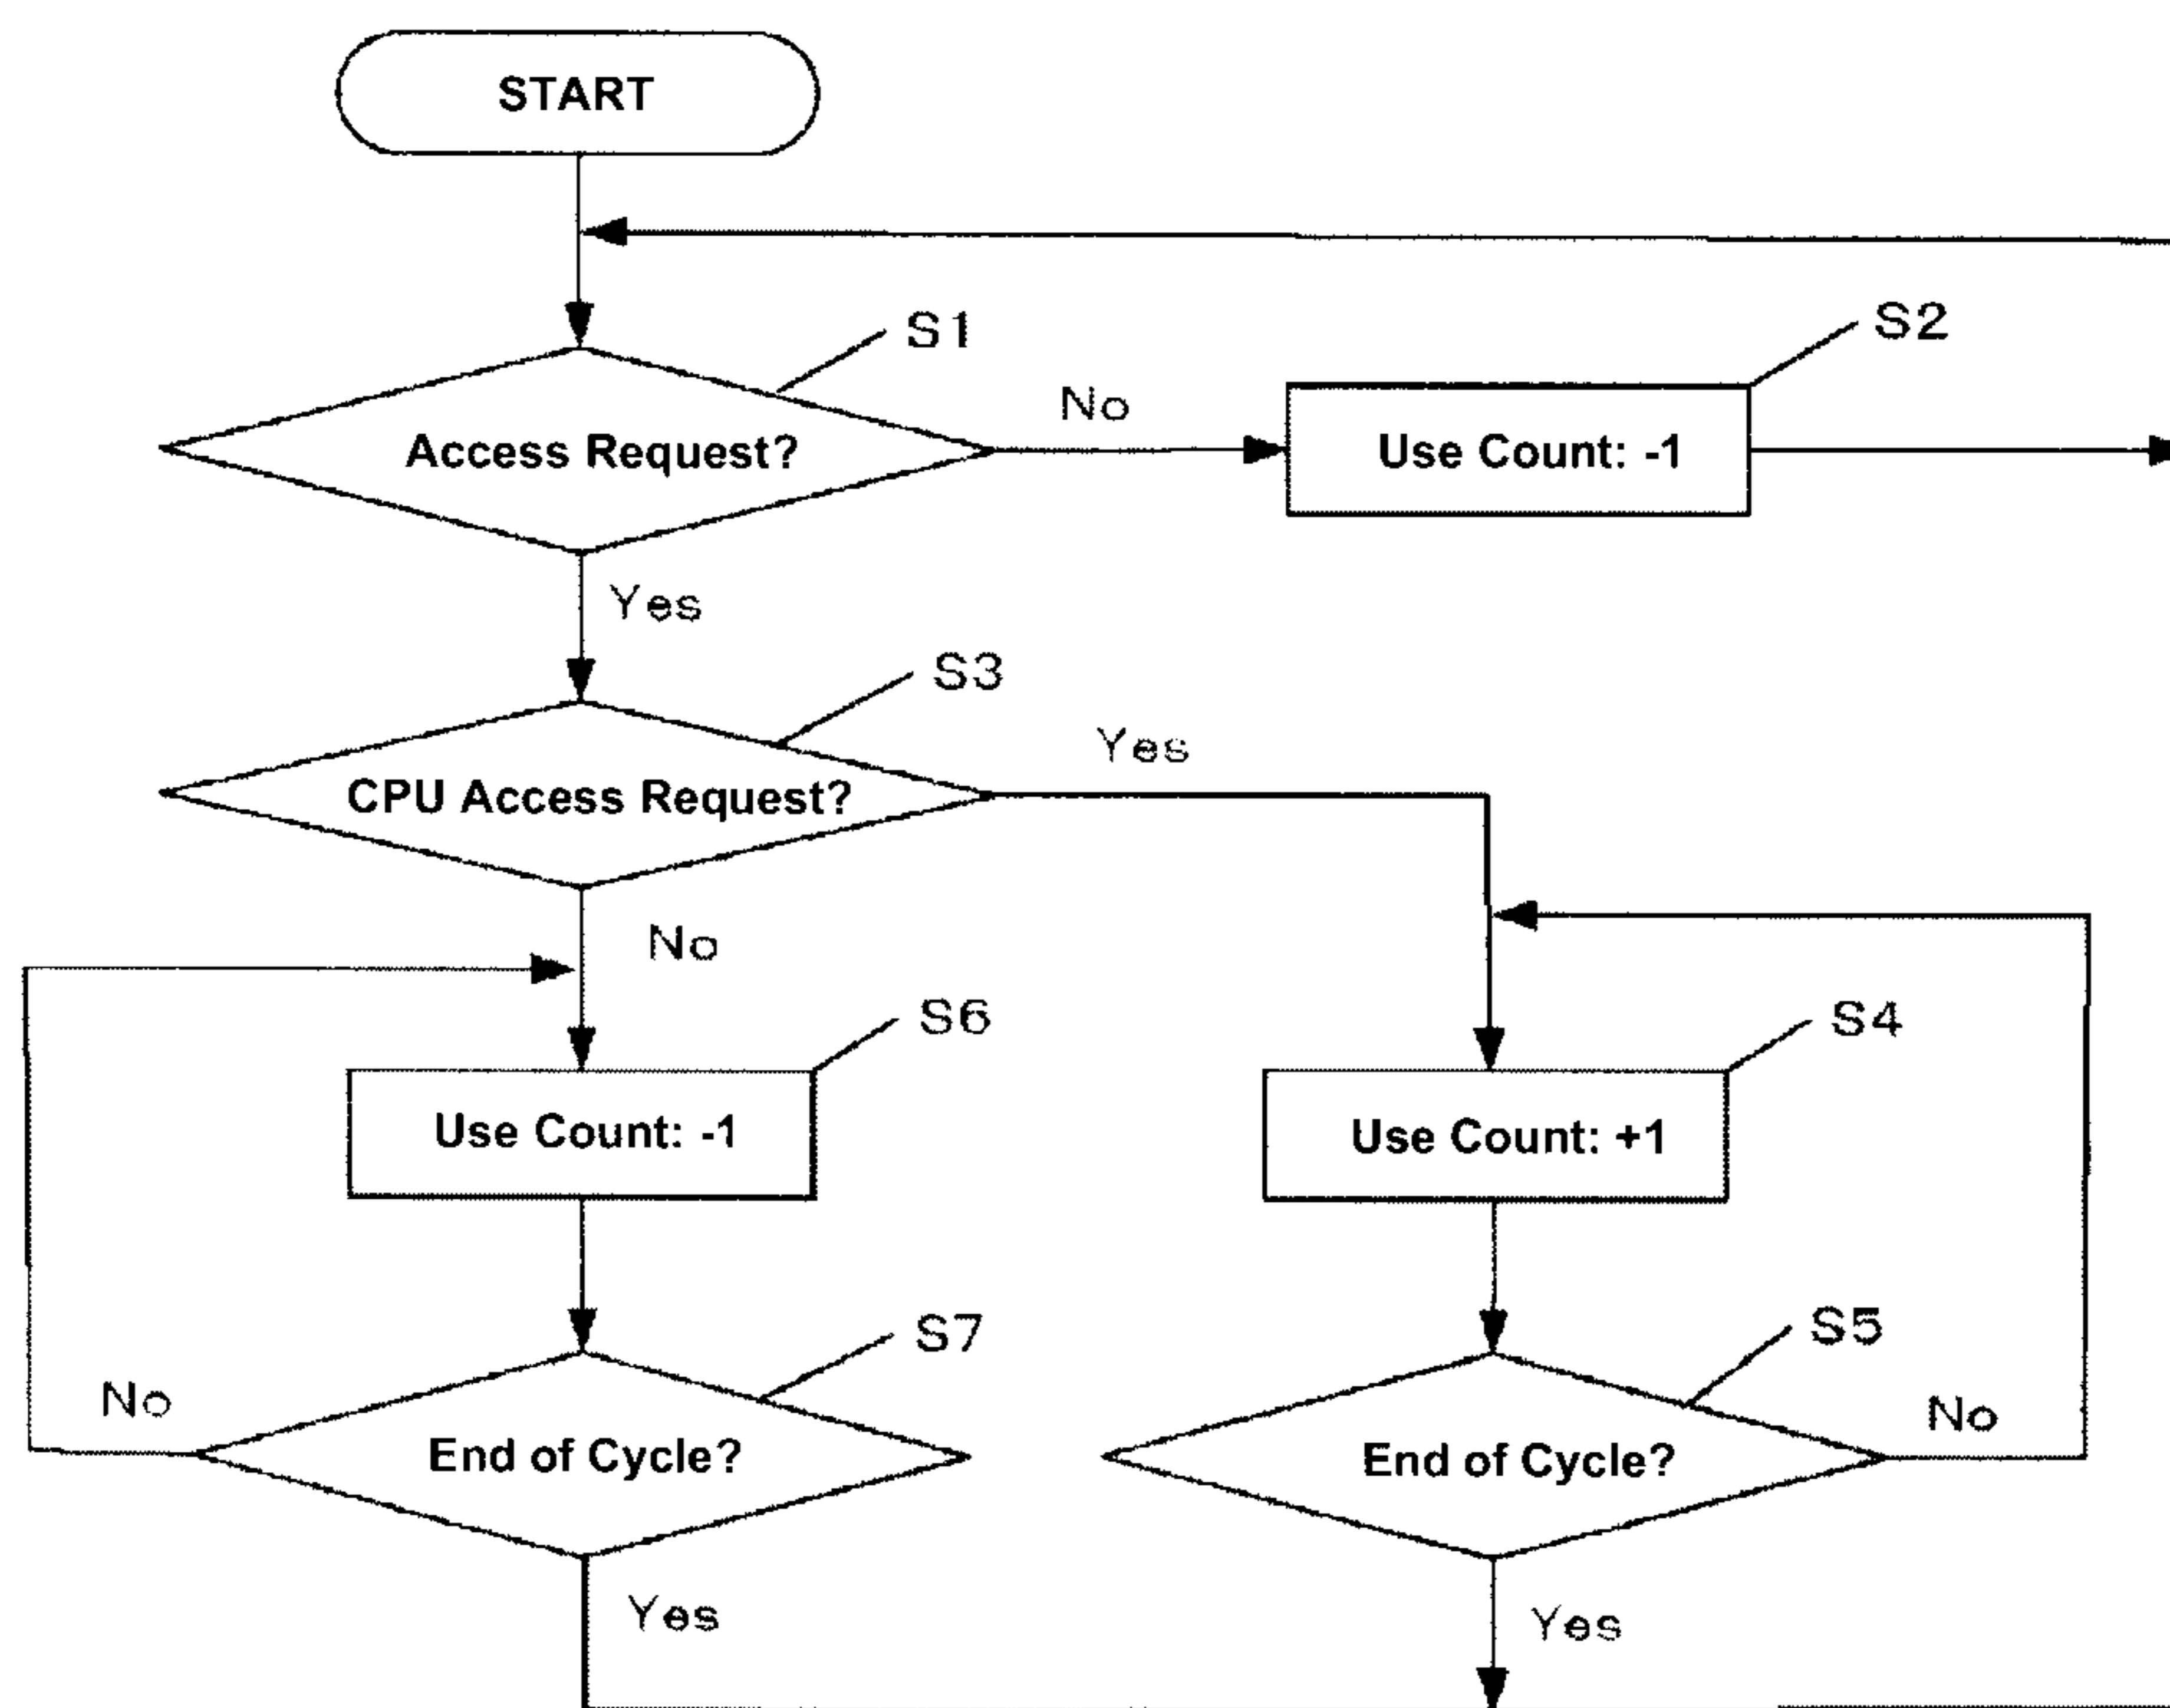 START
S1
S2
No
Access Request?
Use Count: -1
Yes
S3
Yes
CPU Access Request?
No
S6
S4
Use Count: -1
Use Count: +1
S7
S5
No
No
End of Cycle?
End of Cycle?
Yes
Yes